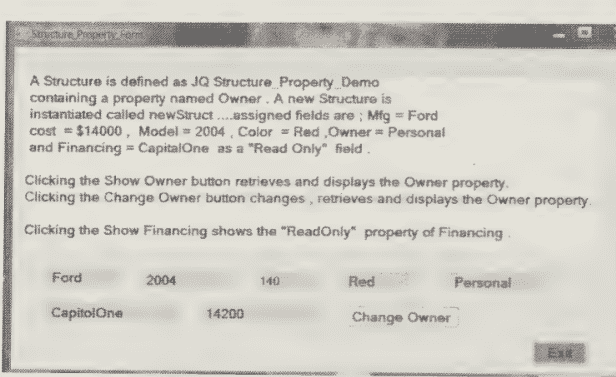 Structure_Property_Form
A Structure is defined as JQ Structure_Property_Demo
containing a property named Owner . A new Structure is
instantiated called newStruct ....assigned fields are ; Mfg = Ford
cost = $14000 , Model = 2004 , Color = Red ,Owner = Personal
and Financing = CapitalOne as a "Read Only" field .
Clicking the Show Owner button retrieves and displays the Owner property.
Clicking the Change Owner button changes , retrieves and displays the Owner property.
Clicking the Show Financing shows the "ReadOnly" property of Financing .
Ford 2004 140 Red Personal
CapitolOne 14200 Change Owner
Exit